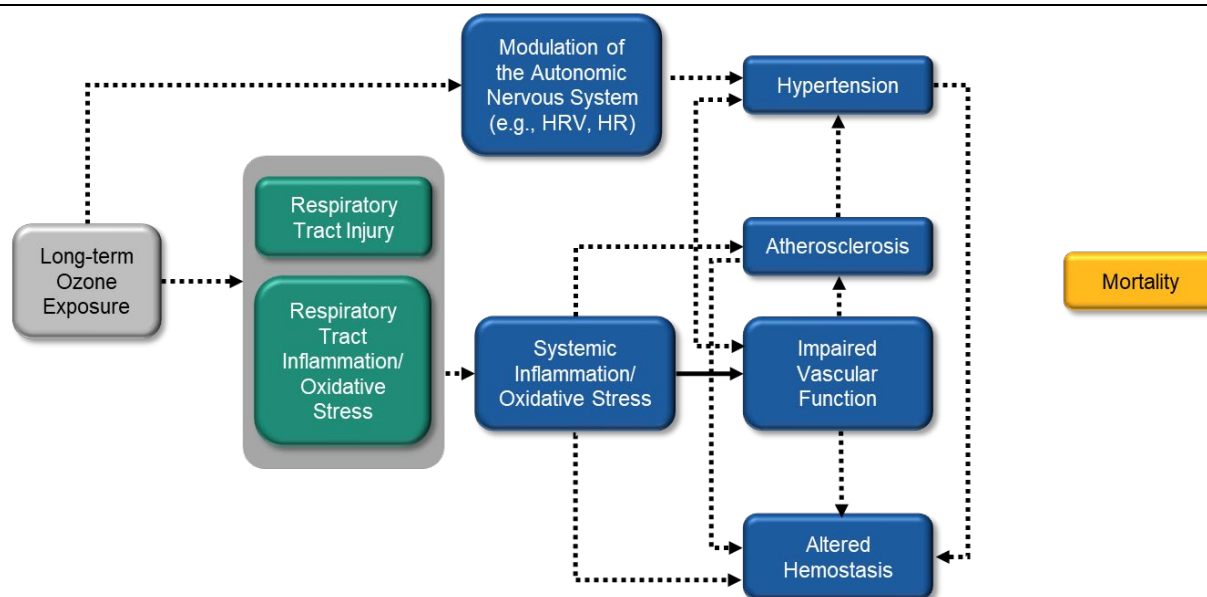 Modulation of
the Autonomic
Nervous System
(e.g., HRV, HR)
Hypertension
Respiratory
Tract Injury
Atherosclerosis
Long-term
Ozone
Exposure
Mortality
Respiratory
Tract
Inflammation/
Oxidative
Stress
Systemic
Inflammation/
Oxidative Stress
Impaired
Vascular
Function
Altered
Hemostasis